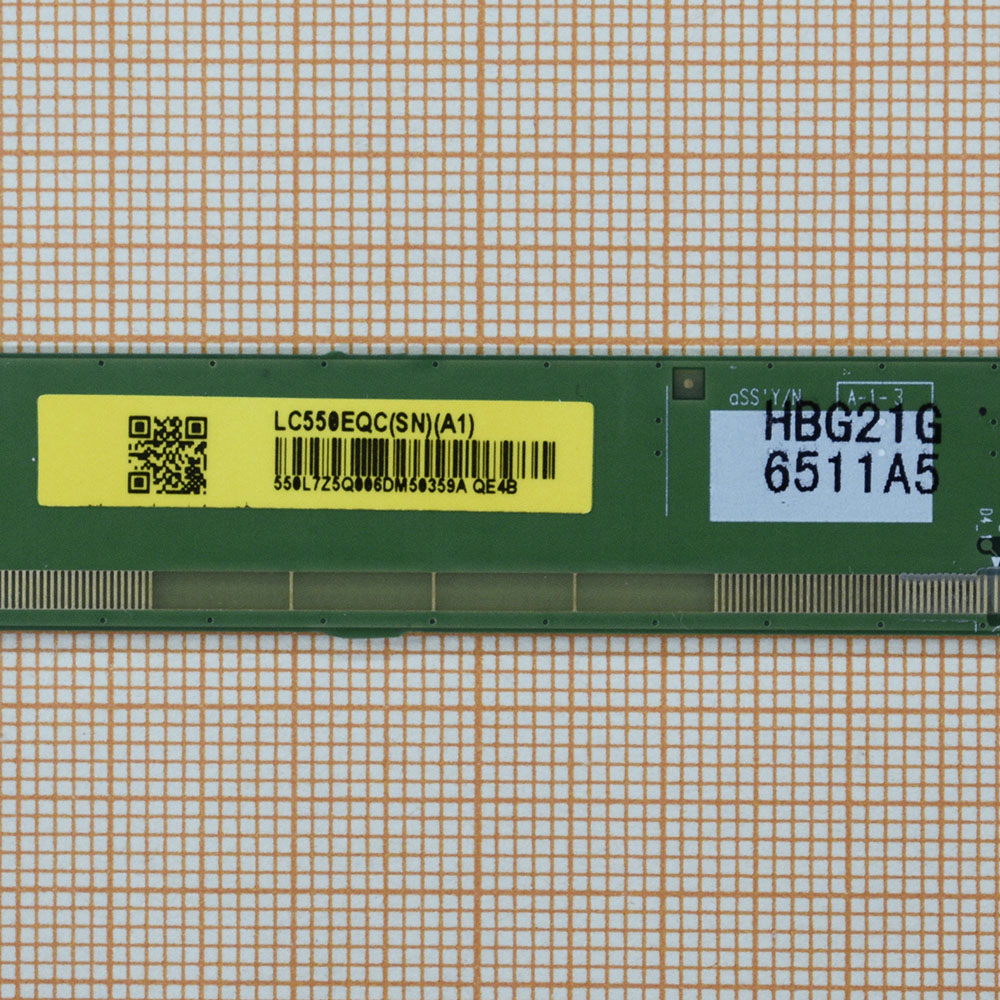 LC550EQC(SN)(A1)
550L7Z5Q006DM50359A QE4B
aSS'Y/N
A-1-3
HBG21G
6511A5